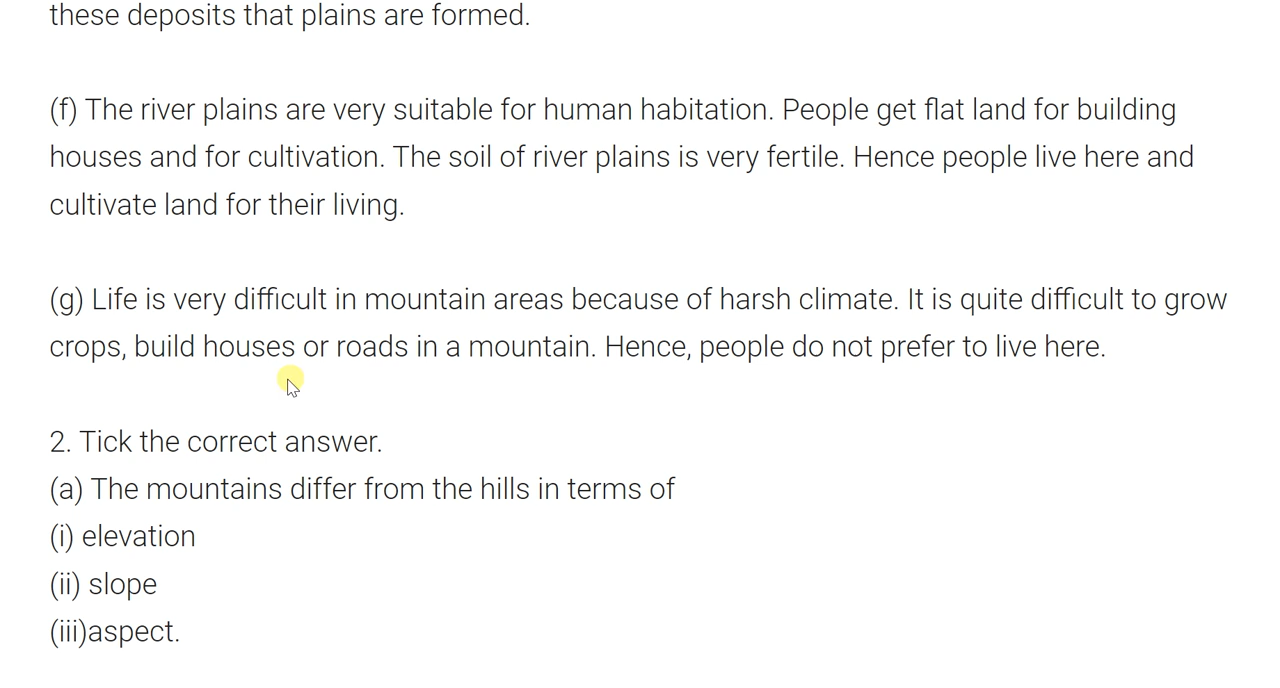 these deposits that plains are formed.
(f) The river plains are very suitable for human habitation. People get flat land for building
houses and for cultivation. The soil of river plains is very fertile. Hence people live here and
cultivate land for their living.
(g) Life is very difficult in mountain areas because of harsh climate. It is quite difficult to grow
crops, build houses or roads in a mountain. Hence, people do not prefer to live here.
2. Tick the correct answer.
(a) The mountains differ from the hills in terms of
(i) elevation
(ii) slope
(iii)aspect.